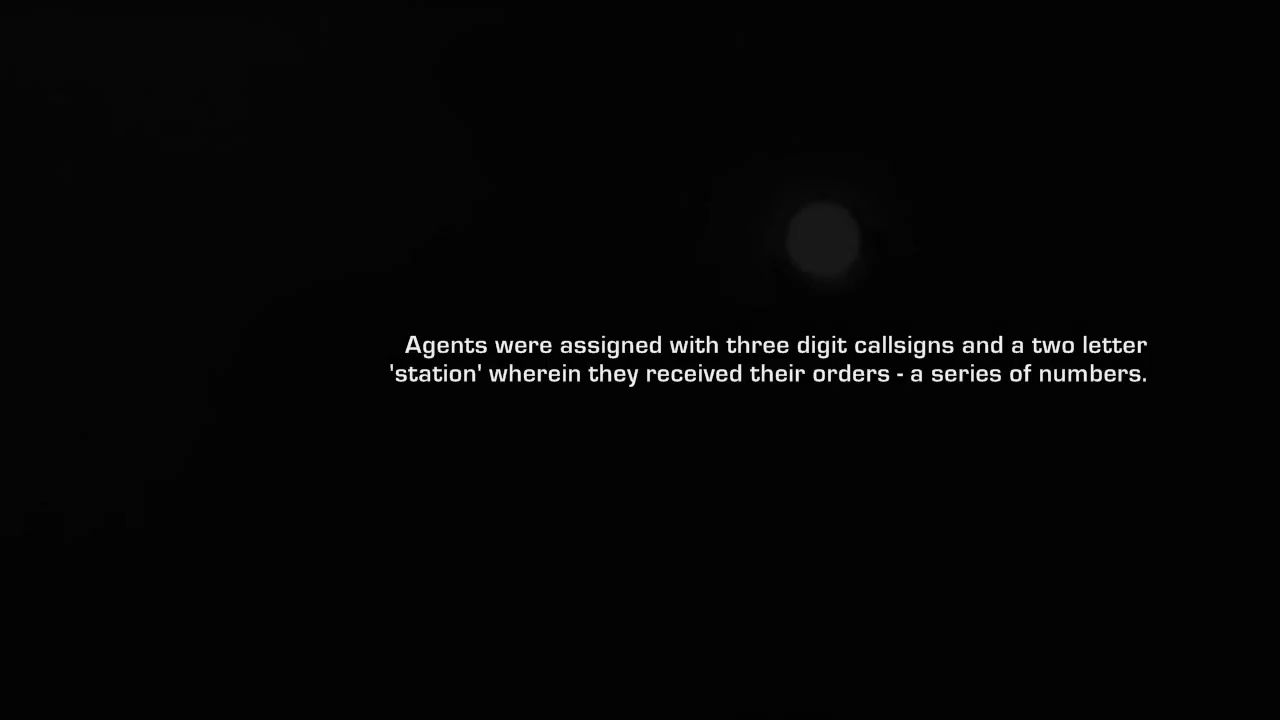 Agents were assigned with three digit callsigns and a two letter
'station' wherein they received their orders - a series of numbers.